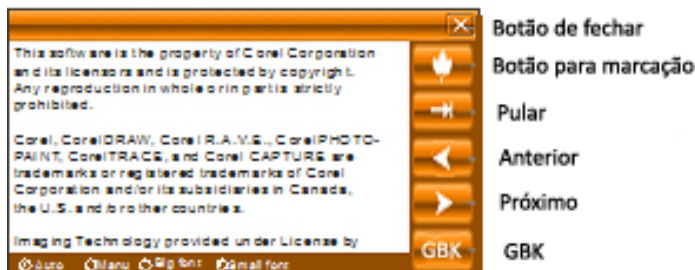 This software is the property of Corel Corporation
and its licensors and is protected by copyright.
Any reproduction in whole or in part is strictly
prohibited.
Corel, CorelDRAW, Corel R.A.V.E., CorelPHOTO-
PAINT, CorelTRACE, and Corel CAPTURE are
trademarks or registered trademarks of Corel
Corporation and/or its subsidiaries in Canada,
the U.S. and/or other countries.
Imaging Technology provided under License by
Auto Manu Big font Small font
GBK
Botão de fechar
Botão para marcação
Pular
Anterior
Próximo
GBK